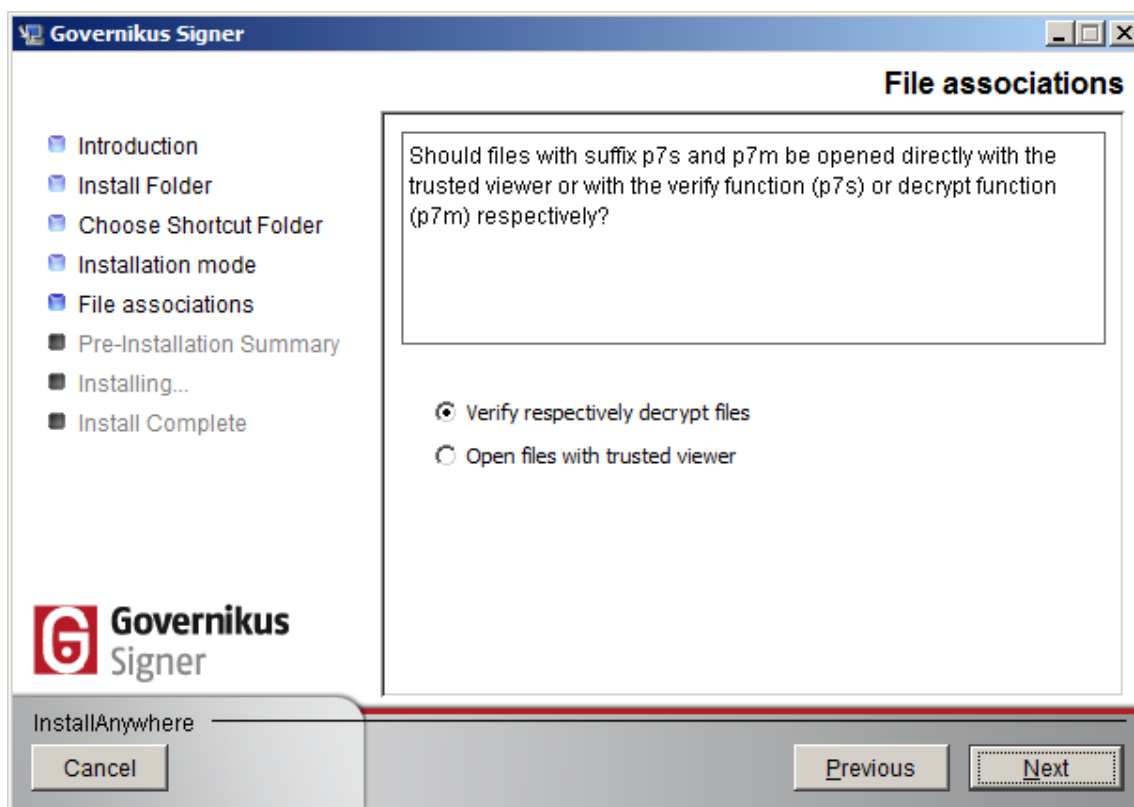 Governikus Signer
File associations
Introduction
Install Folder
Choose Shortcut Folder
Installation mode
File associations
Pre-Installation Summary
Installing...
Install Complete
Should files with suffix p7s and p7m be opened directly with the
trusted viewer or with the verify function (p7s) or decrypt function
(p7m) respectively?
Verify respectively decrypt files
Open files with trusted viewer
Governikus
Signer
InstallAnywhere
Cancel
Previous
Next